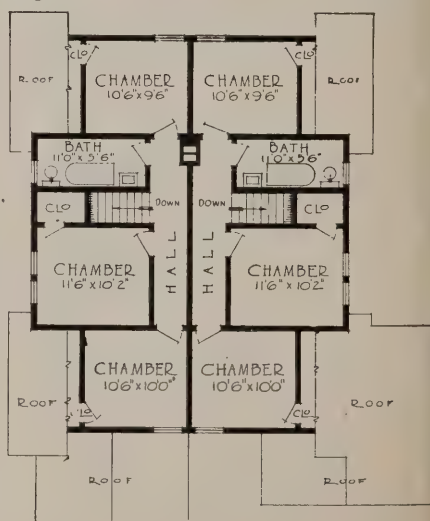 CLO
CLO
ROOF
CHAMBER
10'6"x9'6"
CHAMBER
10'6"x9'6"
ROOF
BATH
11'0"x5'6"
BATH
11'0"x5'6"
CLO
DOWN
DOWN
CLO
HALL
HALL
CHAMBER
11'6"x10'2"
CHAMBER
11'6"x10'2"
CHAMBER
10'6"x10'0"
CHAMBER
10'6"x10'0"
ROOF
CLO
CLO
ROOF
ROOF
ROOF